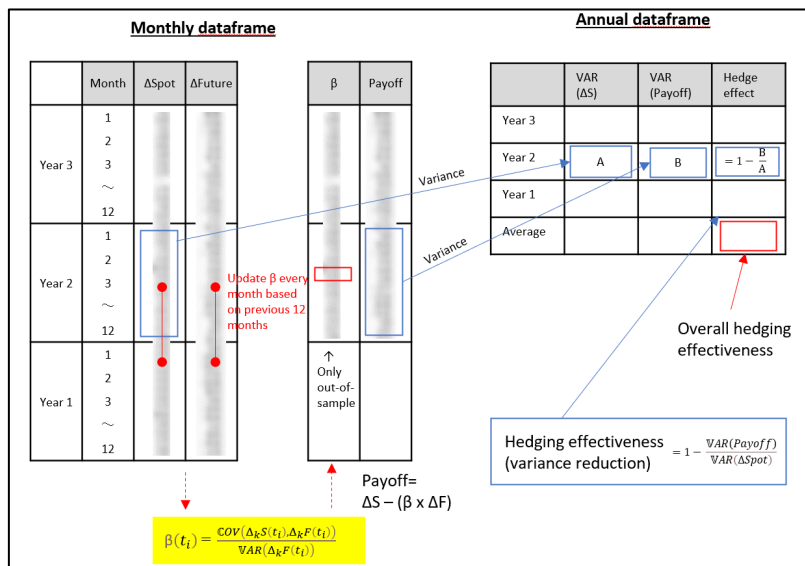 Monthly dataframe
Annual dataframe
Month ΔSpot ΔFuture
β Payoff
VAR (ΔS) VAR (Payoff) Hedge effect
Year 3
1
2
3
～
12
Year 2
1
2
3
～
12
Year 1
1
2
3
～
12
Update β every
month based
on previous 12
months
↑
Only
out-of-
sample
Variance
Variance
Year 3
Year 2 A B = 1 − B/A
Year 1
Average
Overall hedging
effectiveness
Hedging effectiveness
(variance reduction) = 1 − 𝕍AR(Payoff)/𝕍AR(ΔSpot)
Payoff=
ΔS – (β x ΔF)
β(tᵢ) = ℂOV(ΔₖS(tᵢ),ΔₖF(tᵢ))/𝕍AR(ΔₖF(tᵢ))